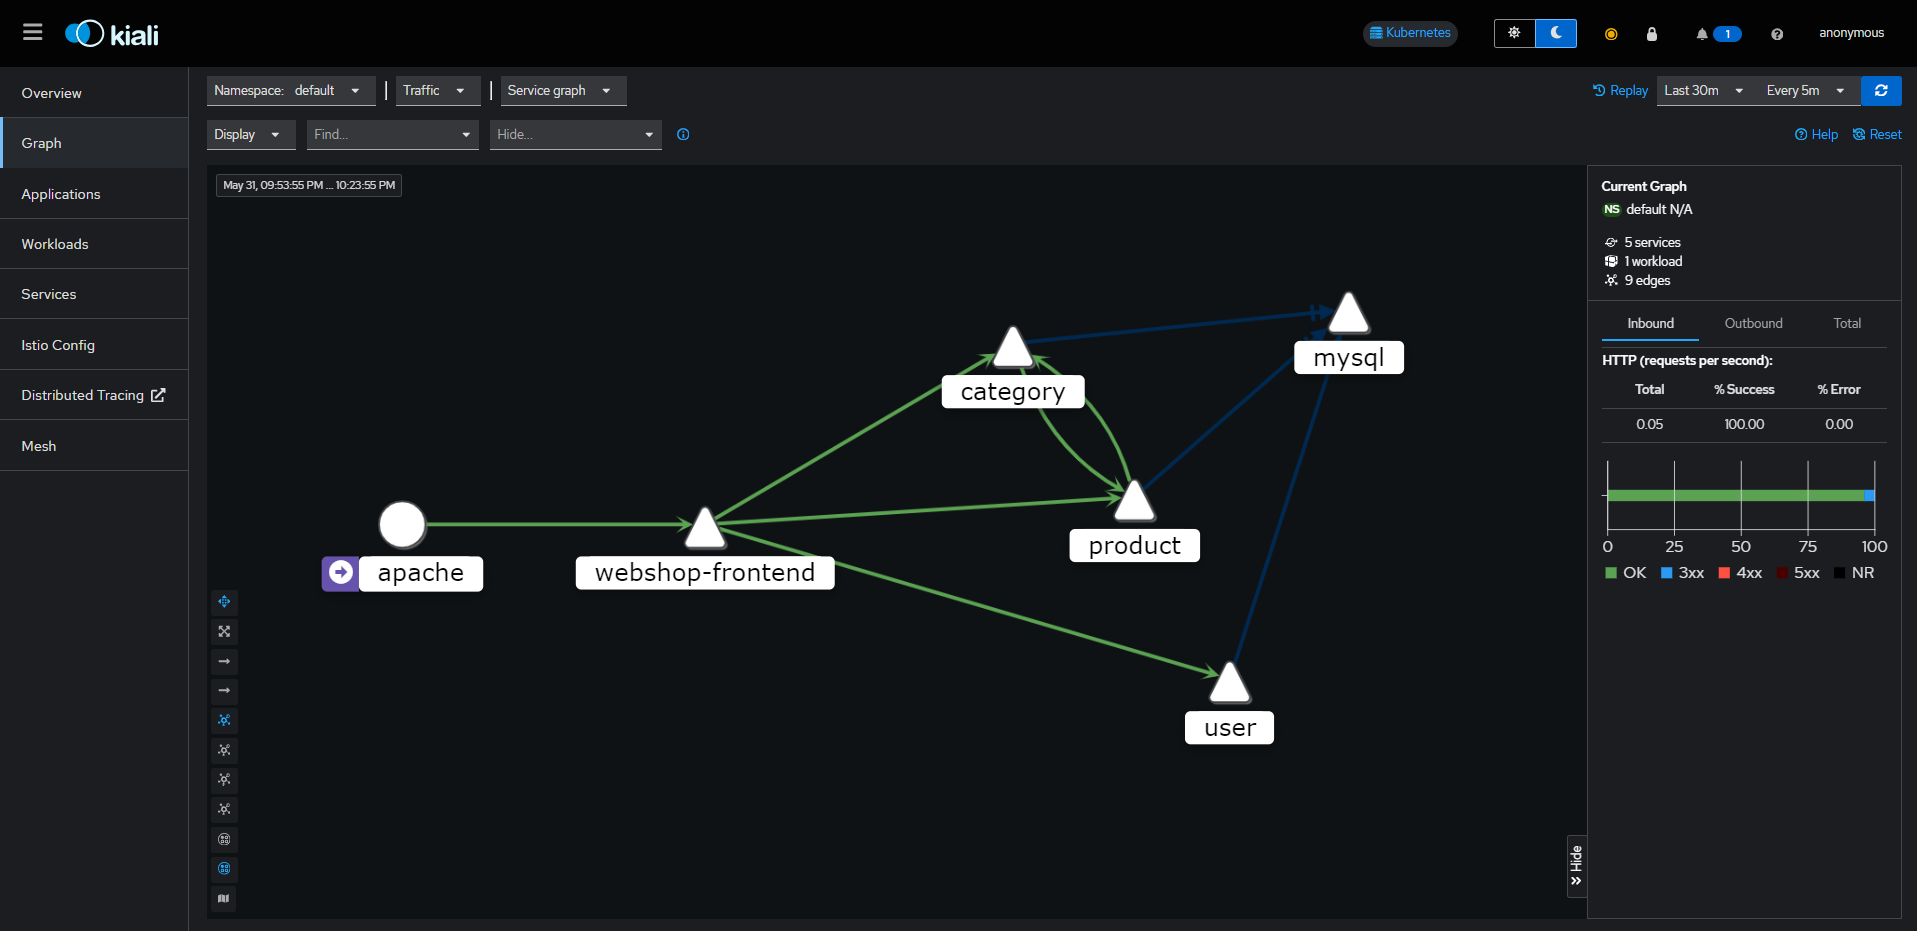 kiali
Kubernetes
1
anonymous
Overview
Graph
Applications
Workloads
Services
Istio Config
Distributed Tracing
Mesh
Namespace: default
Traffic
Service graph
Replay
Last 30m
Every 5m
Display
Find...
Hide...
Help
Reset
May 31, 09:53:55 PM ... 10:23:55 PM
mysql
category
product
apache
webshop-frontend
user
Hide
Current Graph
NS default N/A
5 services
1 workload
9 edges
Inbound Outbound Total
HTTP (requests per second):
Total % Success % Error
0.05 100.00 0.00
0 25 50 75 100
OK 3xx 4xx 5xx NR